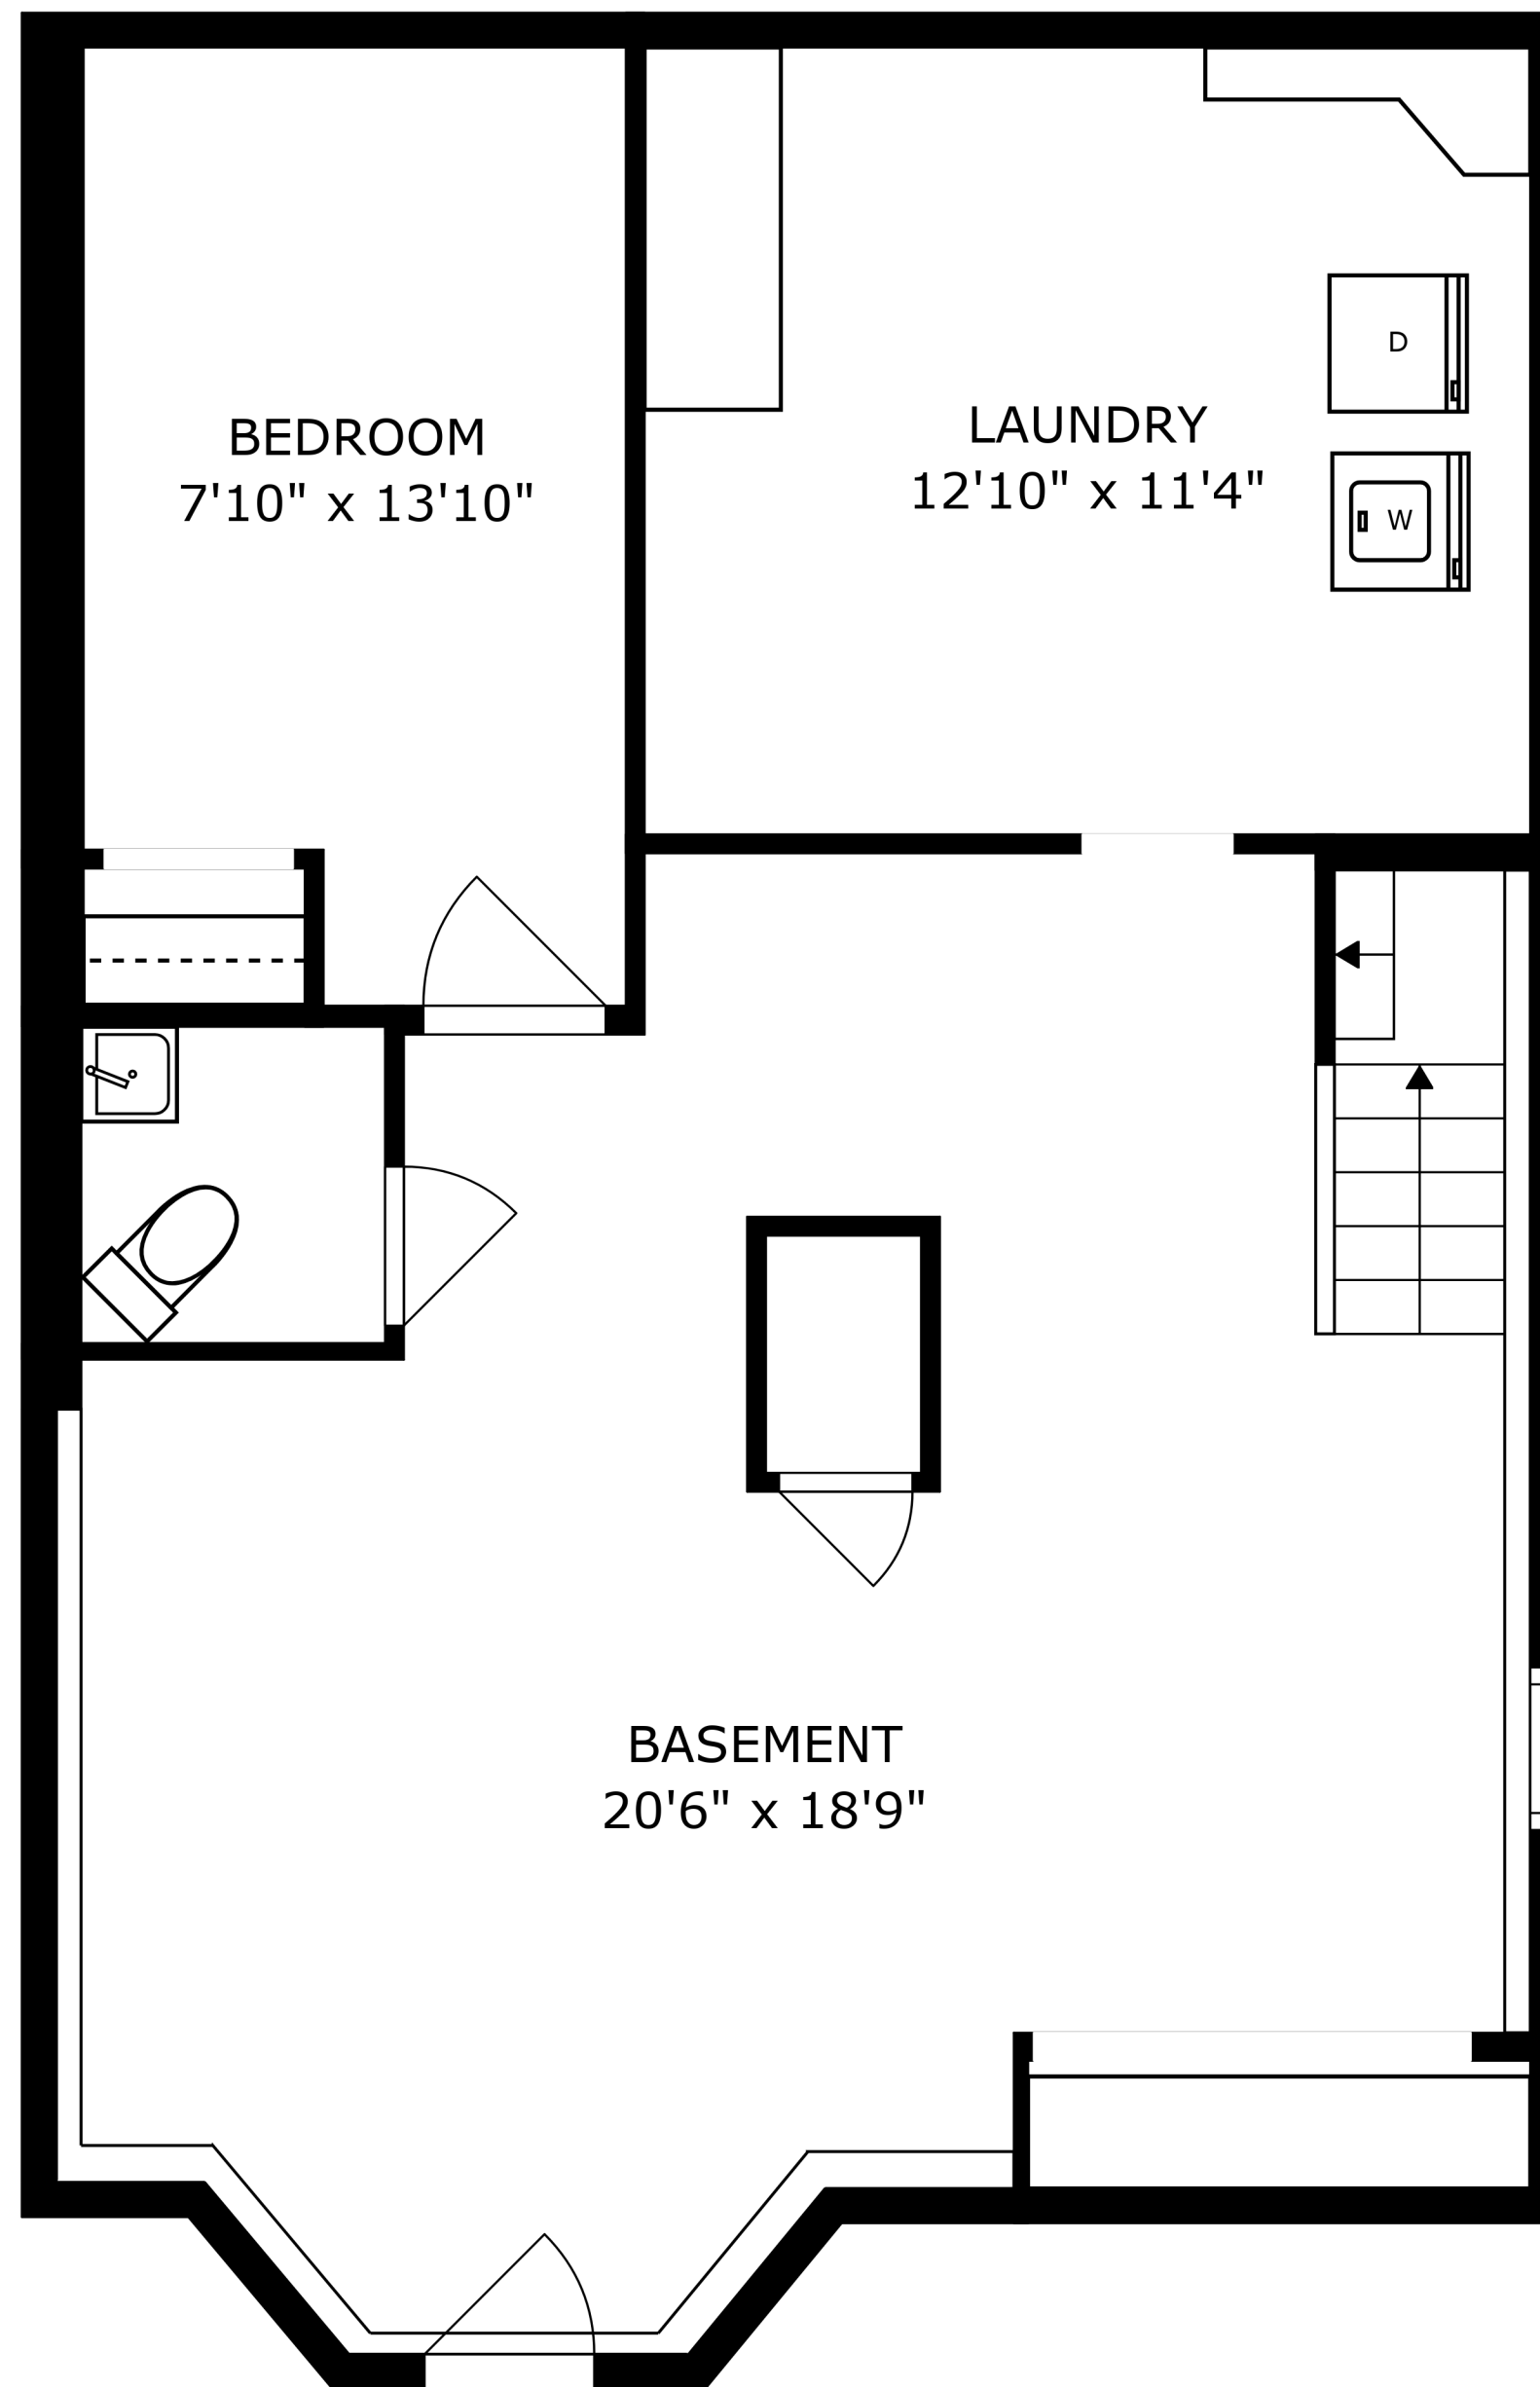 BEDROOM
7'10" x 13'10"
LAUNDRY
12'10" x 11'4"
D
W
BASEMENT
20'6" x 18'9"